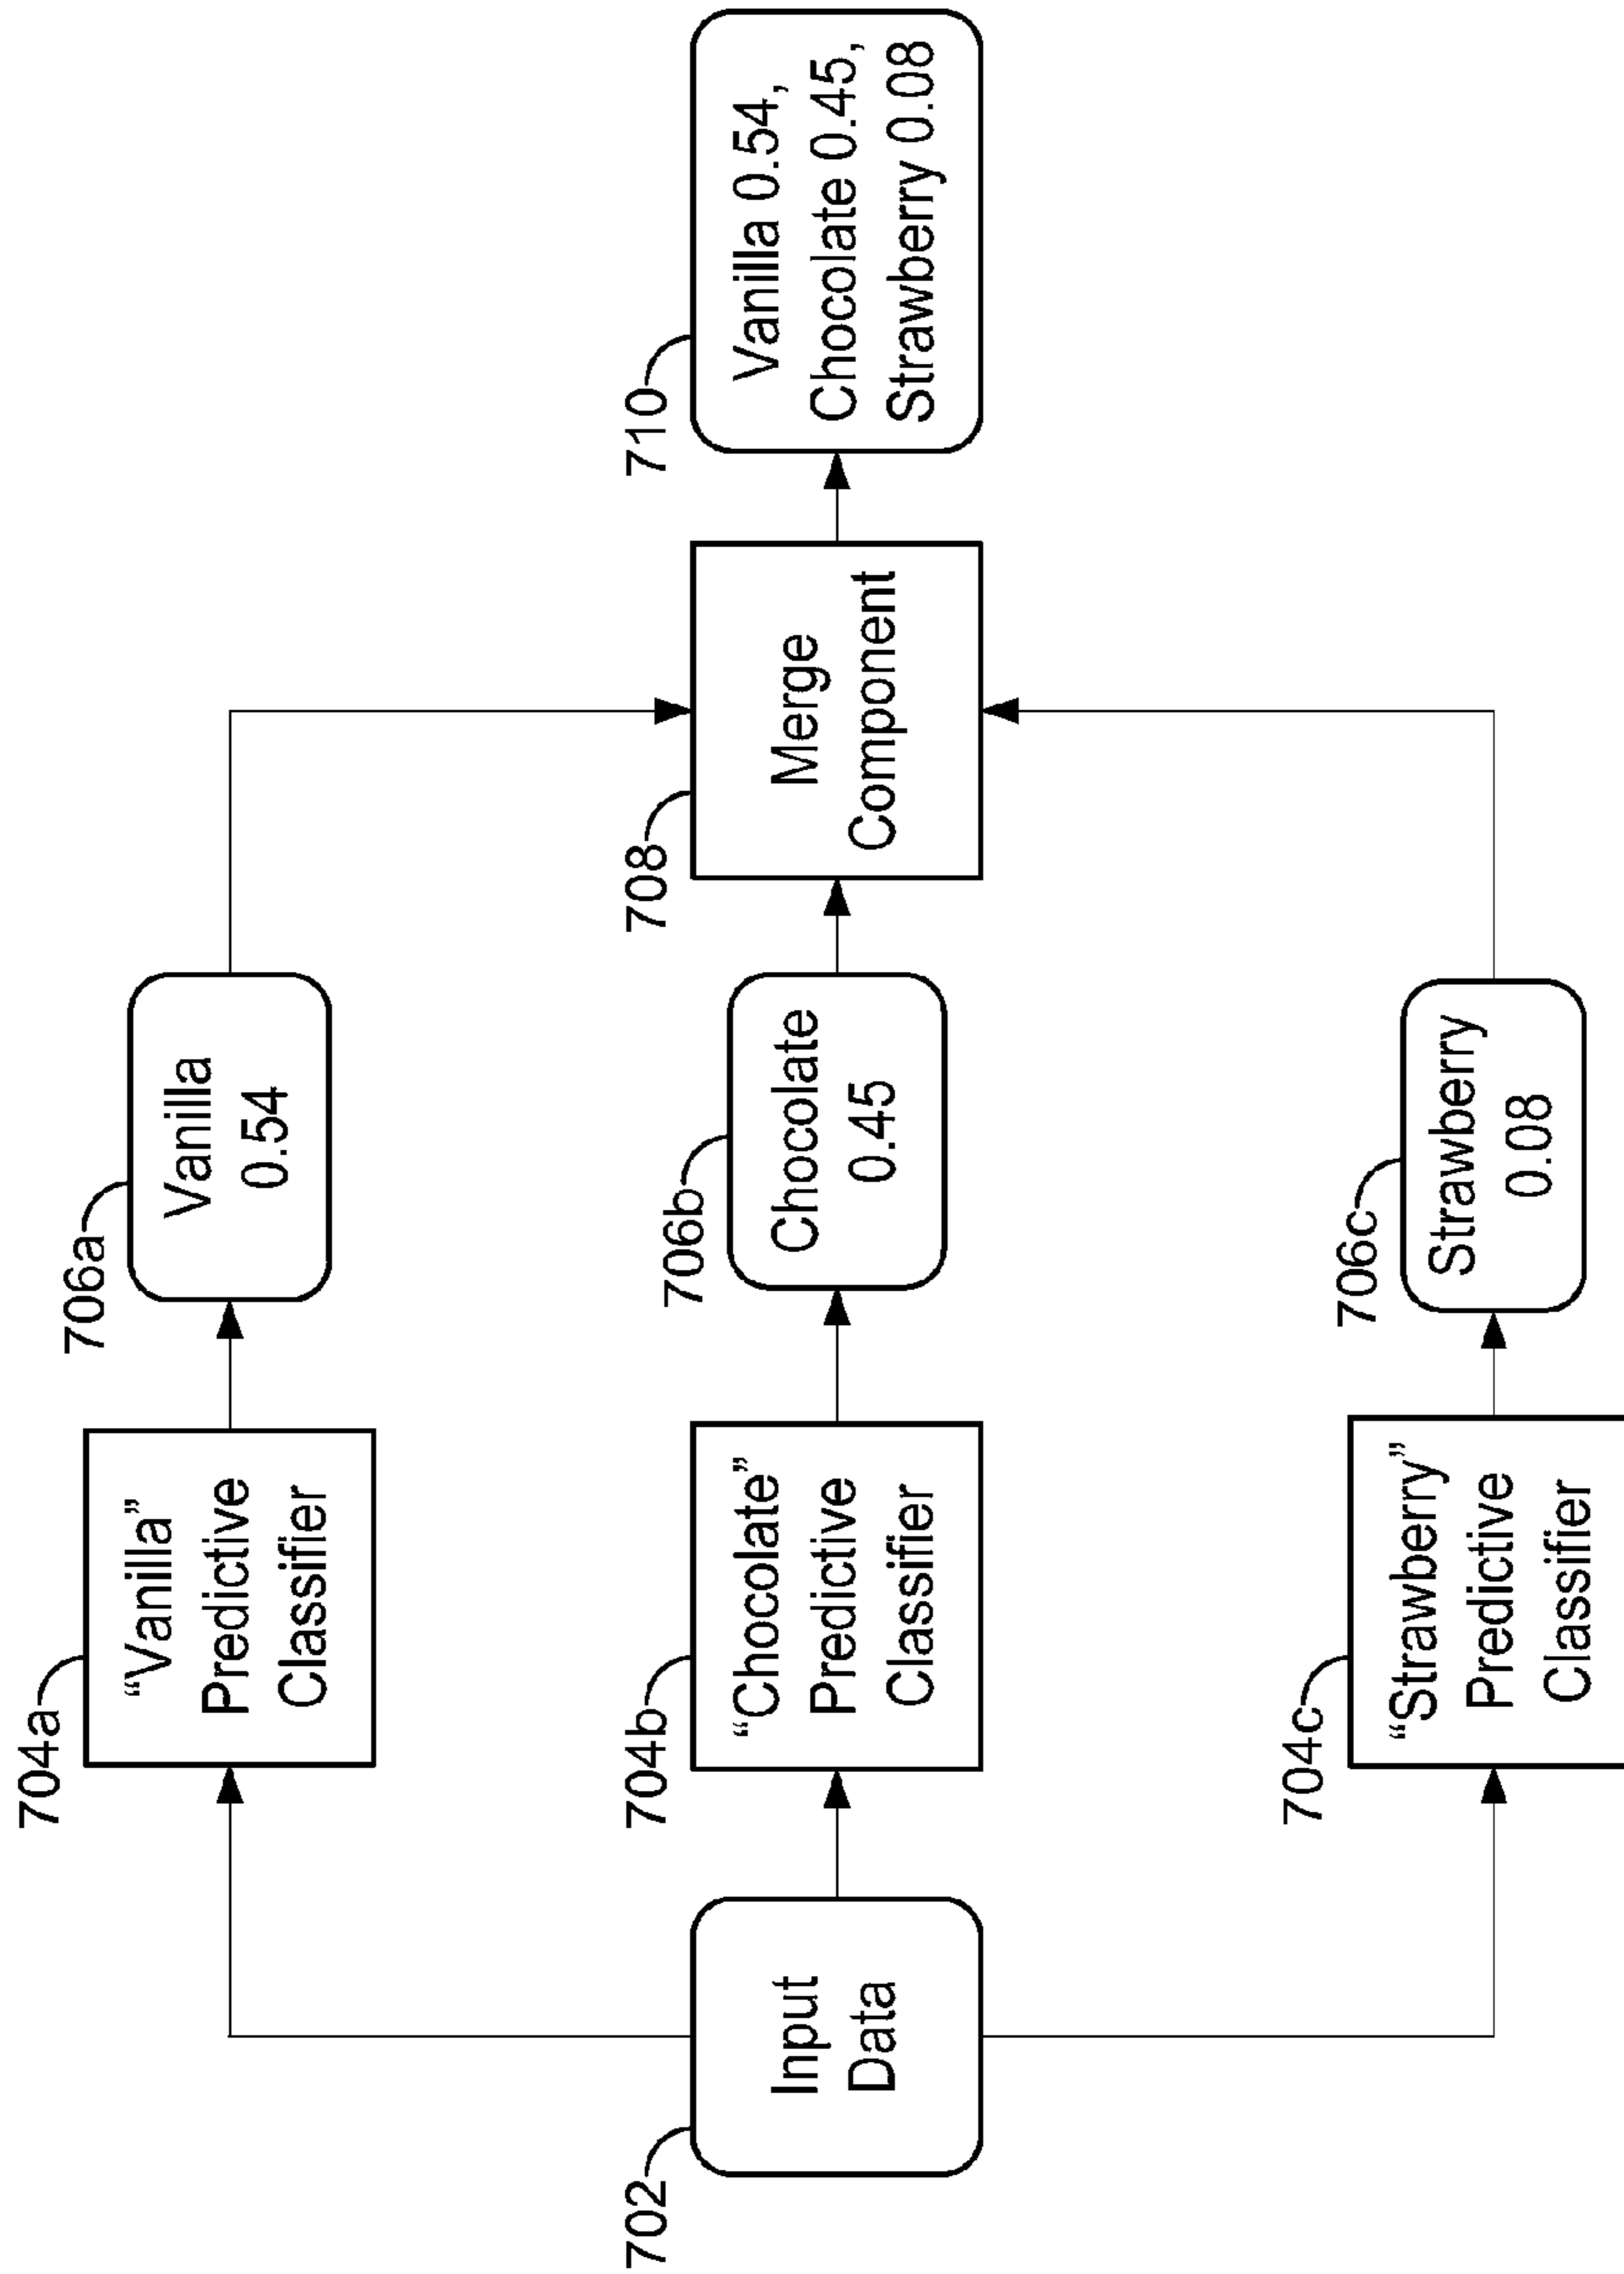 702
Input
Data
704a
“Vanilla”
Predictive
Classifier
706a
Vanilla
0.54
704b
“Chocolate”
Predictive
Classifier
706b
Chocolate
0.45
704c
“Strawberry”
Predictive
Classifier
706c
Strawberry
0.08
708
Merge
Component
710
Vanilla 0.54,
Chocolate 0.45,
Strawberry 0.08